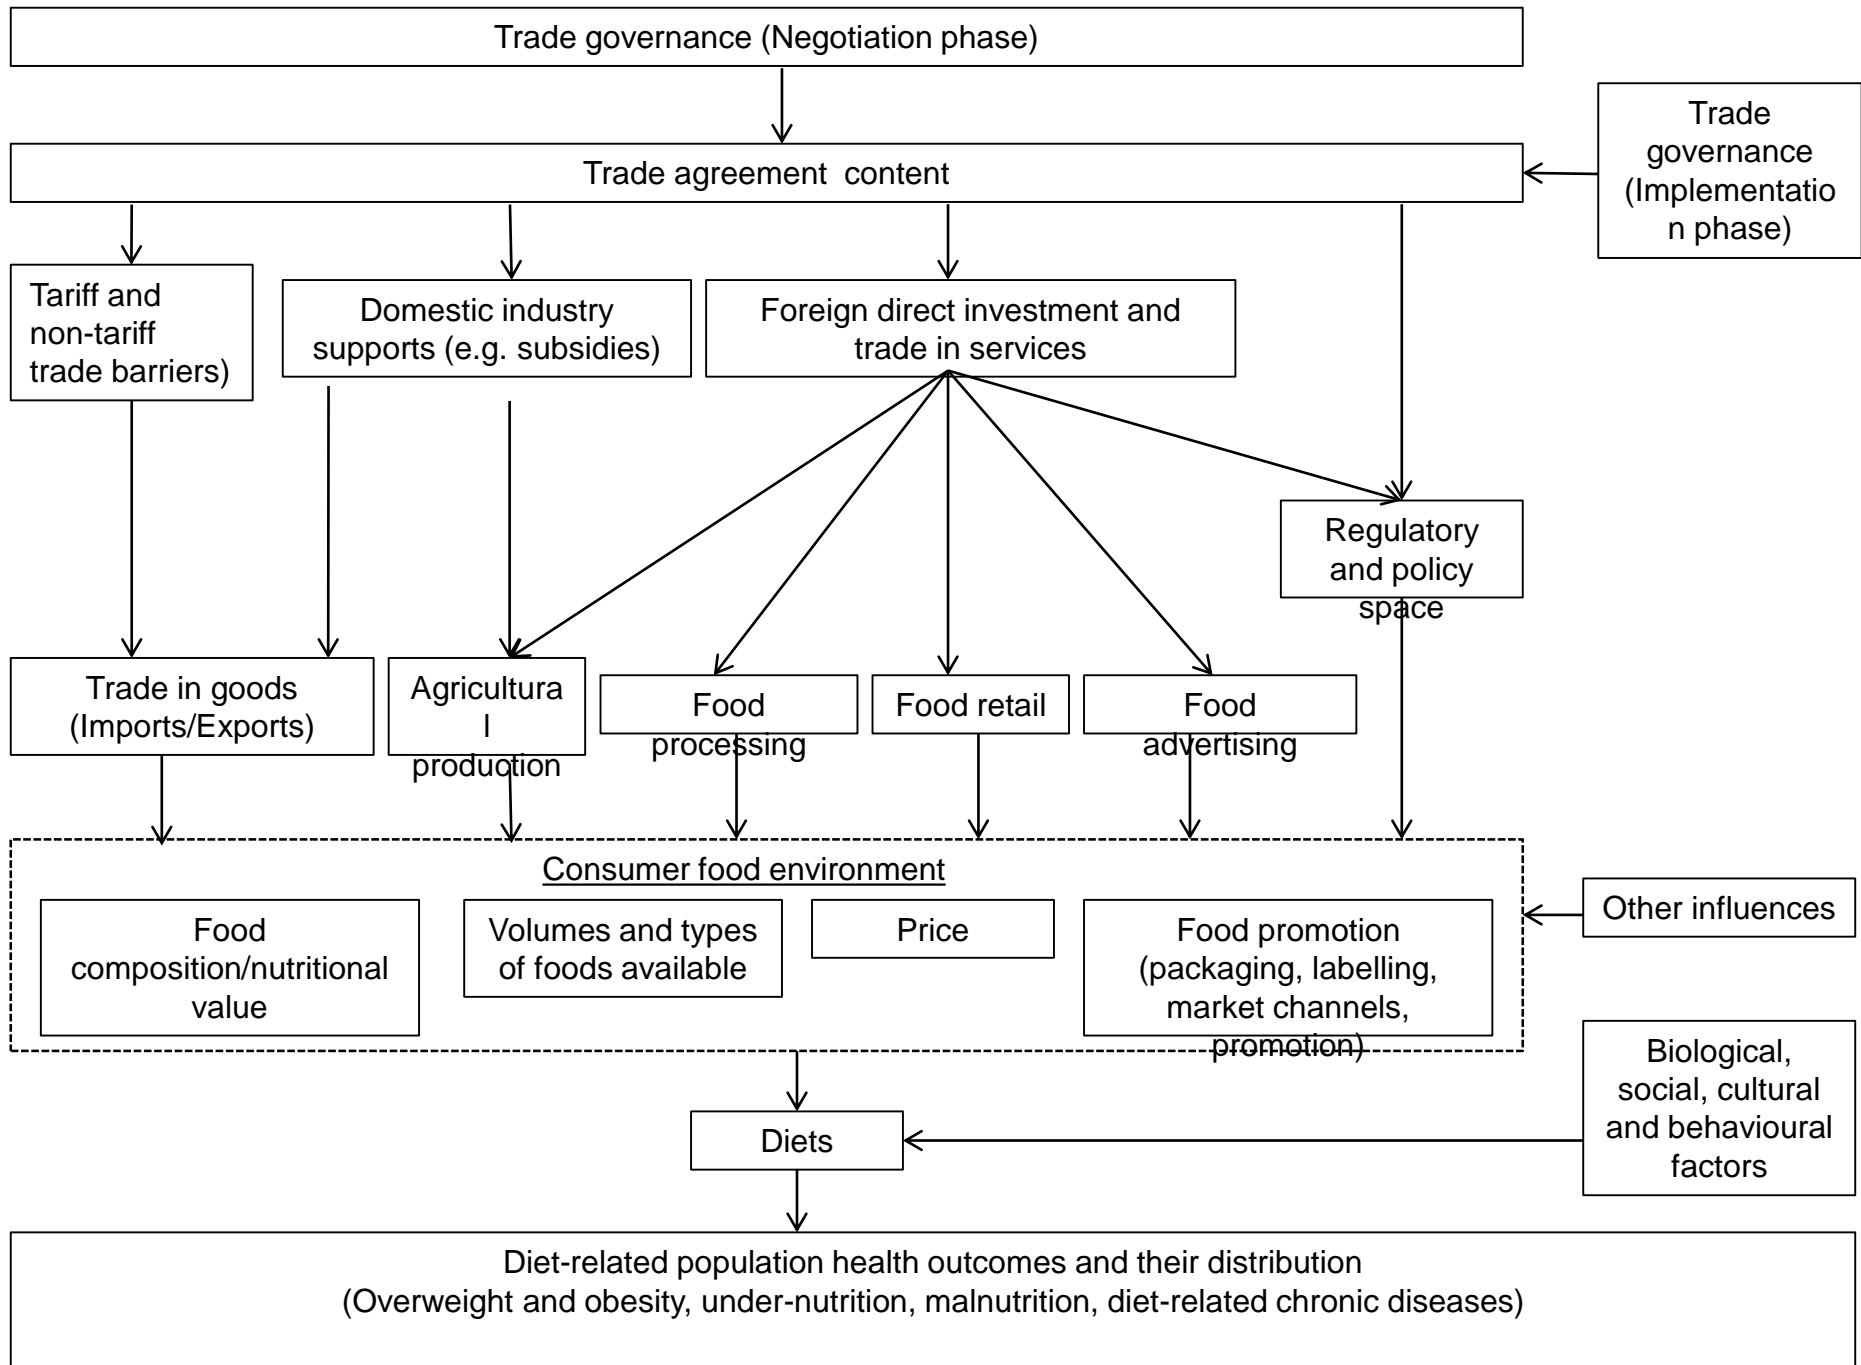 Trade governance (Negotiation phase)
Trade
governance
(Implementatio
n phase)
Trade agreement  content
Tariff and
non-tariff
trade barriers)
Domestic industry
supports (e.g. subsidies)
Foreign direct investment and
trade in services
Regulatory
and policy
space
Trade in goods
(Imports/Exports)
Agricultura
l
production
Food
processing
Food retail
Food
advertising
Consumer food environment
Food
composition/nutritional
value
Volumes and types
of foods available
Price
Food promotion
(packaging, labelling,
market channels,
promotion)
Other influences
Biological,
social, cultural
and behavioural
factors
Diets
Diet-related population health outcomes and their distribution
(Overweight and obesity, under-nutrition, malnutrition, diet-related chronic diseases)